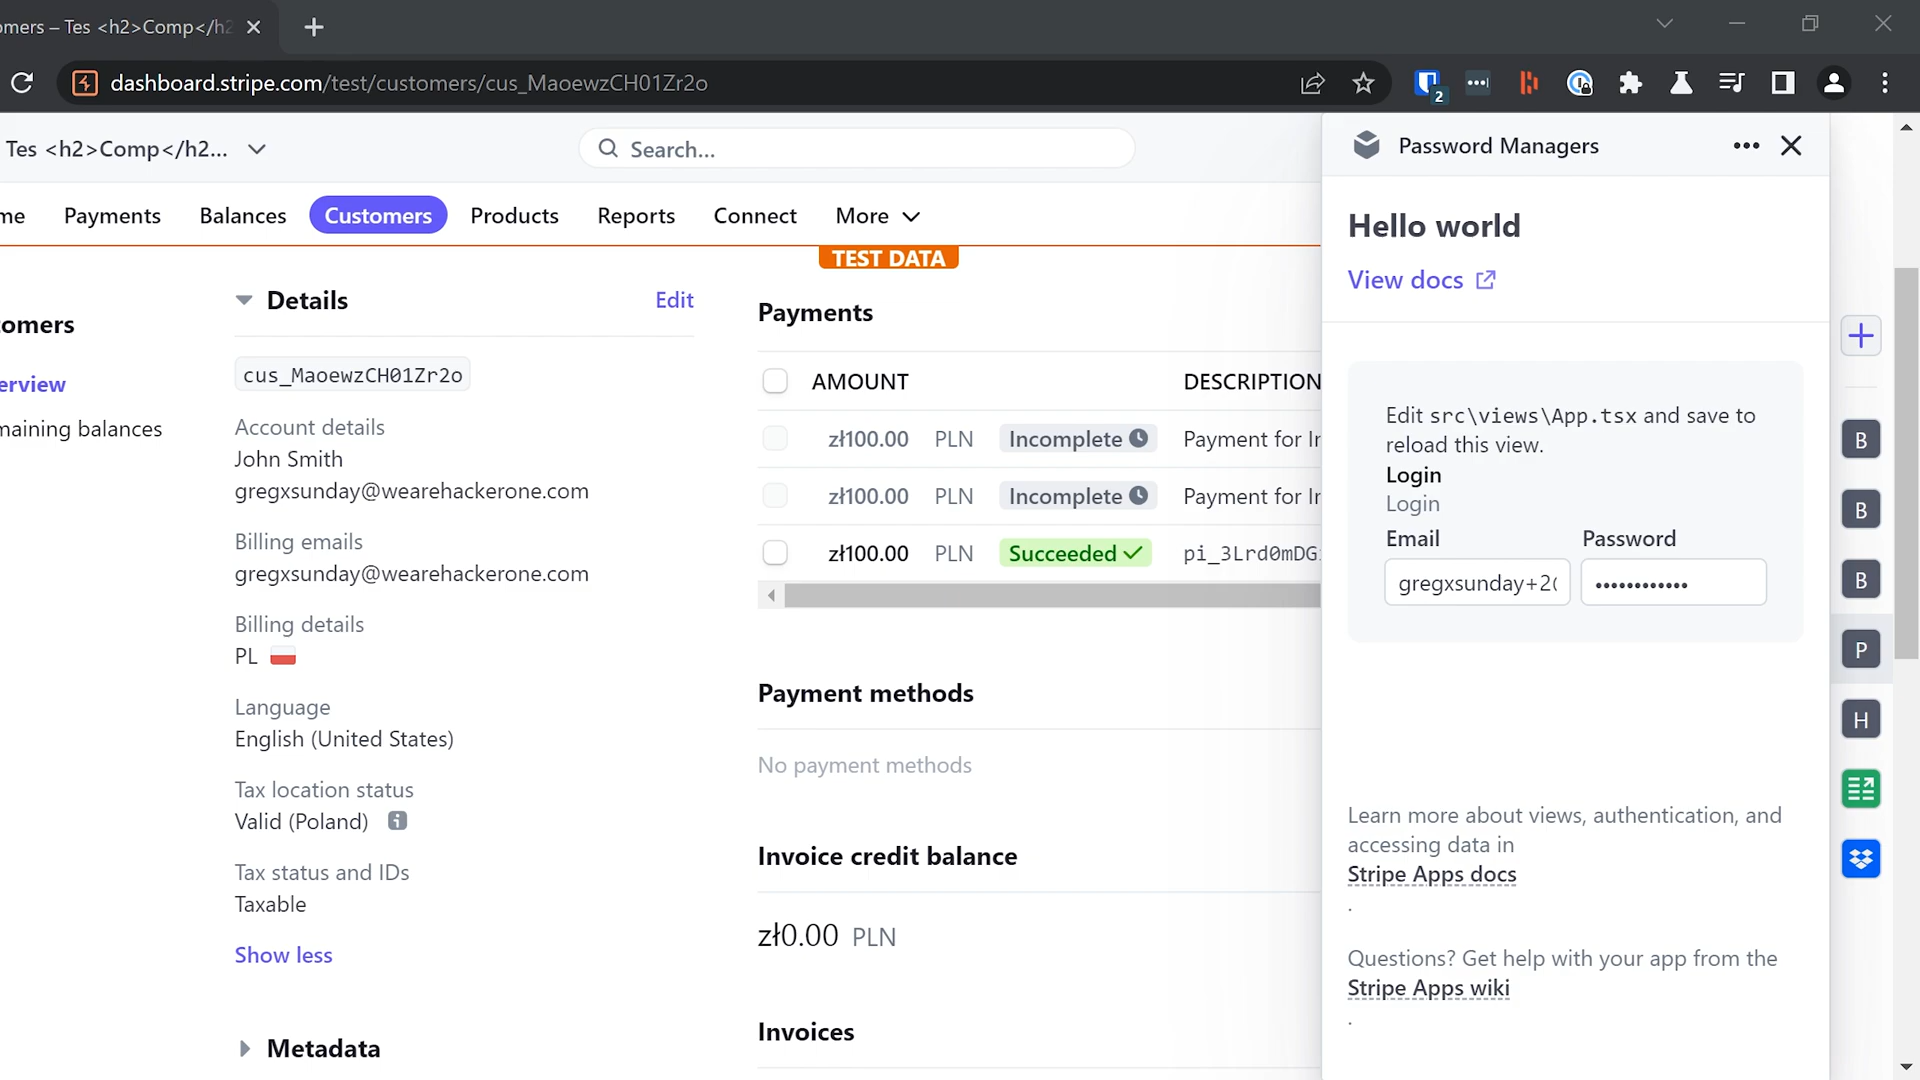 omers – Tes <h2>Comp</h2
dashboard.stripe.com/test/customers/cus_MaoewzCH01Zr2o
2
Tes <h2>Comp</h2...
Search...
me
Payments
Balances
Customers
Products
Reports
Connect
More
TEST DATA
omers
erview
maining balances
Details
Edit
cus_MaoewzCH01Zr2o
Account details
John Smith
gregxsunday@wearehackerone.com
Billing emails
gregxsunday@wearehackerone.com
Billing details
PL
Language
English (United States)
Tax location status
Valid (Poland)
Tax status and IDs
Taxable
Show less
Metadata
Payments
AMOUNT DESCRIPTION
zł100.00 PLN Incomplete Payment for In
zł100.00 PLN Incomplete Payment for In
zł100.00 PLN Succeeded pi_3Lrd0mDG
Payment methods
No payment methods
Invoice credit balance
zł0.00 PLN
Invoices
Password Managers
Hello world
View docs
Edit src\views\App.tsx and save to
reload this view.
Login
Login
Email Password
gregxsunday+2( ••••••••••••
Learn more about views, authentication, and
accessing data in
Stripe Apps docs
.
Questions? Get help with your app from the
Stripe Apps wiki
.
B
B
B
P
H